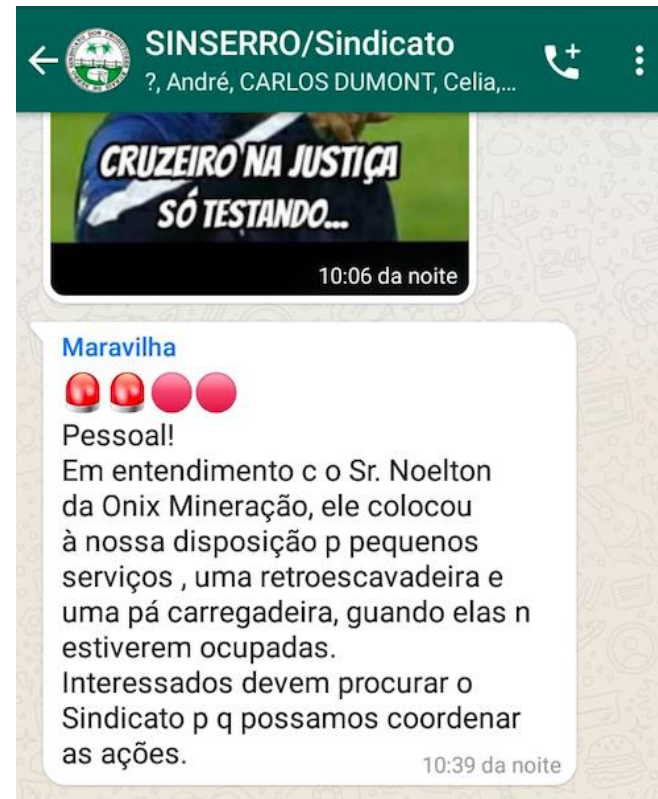 SINSERRO/Sindicato
?, André, CARLOS DUMONT, Celia,...
CRUZEIRO NA JUSTIÇA
SÓ TESTANDO...
10:06 da noite
Maravilha
🚨🚨🔴🔴
Pessoal!
Em entendimento c o Sr. Noelton
da Onix Mineração, ele colocou
à nossa disposição p pequenos
serviços , uma retroescavadeira e
uma pá carregadeira, guando elas n
estiverem ocupadas.
Interessados devem procurar o
Sindicato p q possamos coordenar
as ações.
10:39 da noite